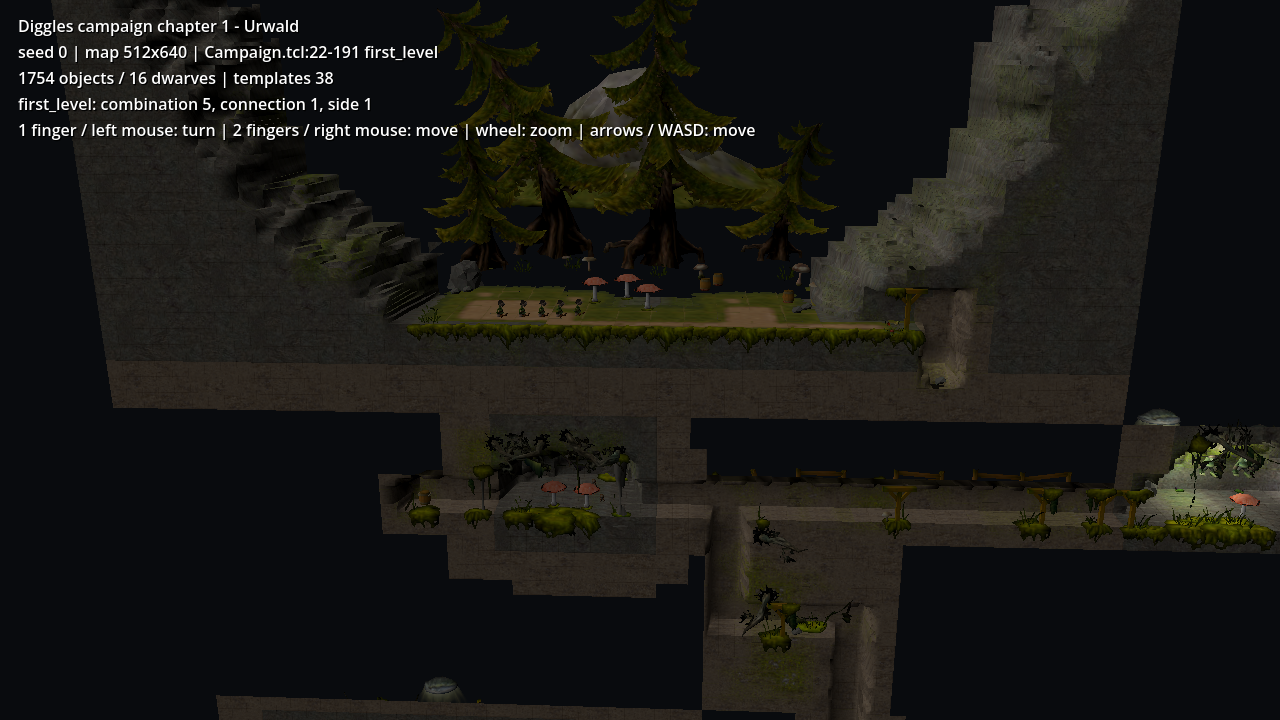 Diggles campaign chapter 1 - Urwald
seed 0 | map 512x640 | Campaign.tcl:22-191 first_level
1754 objects / 16 dwarves | templates 38
first_level: combination 5, connection 1, side 1
1 finger / left mouse: turn | 2 fingers / right mouse: move | wheel: zoom | arrows / WASD: move